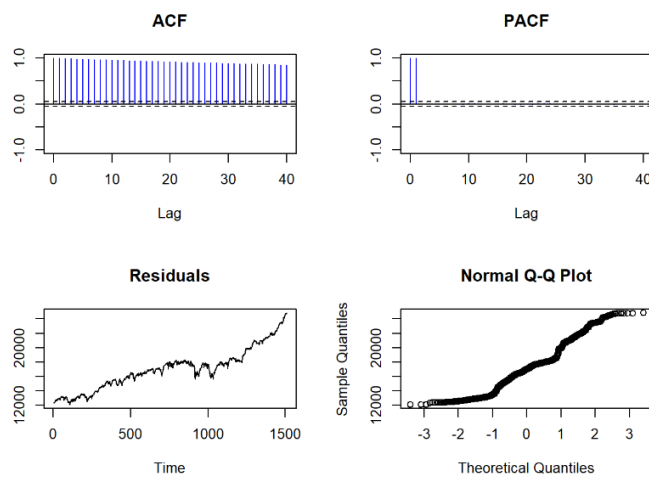 ACF
1.0
0.0
-1.0
0 10 20 30 40
Lag
PACF
1.0
0.0
-1.0
0 10 20 30 40
Lag
Residuals
20000
12000
0 500 1000 1500
Time
Normal Q-Q Plot
Sample Quantiles
20000
12000
-3 -2 -1 0 1 2 3
Theoretical Quantiles